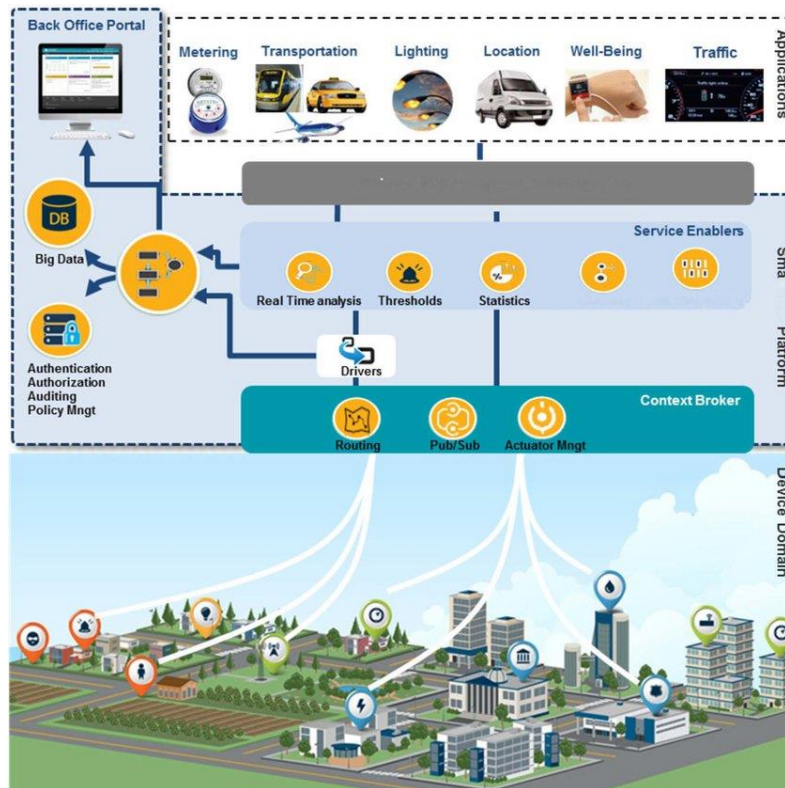 Back Office Portal
Metering
Transportation
Lighting
Location
Well-Being
Traffic
Applications
DB
Big Data
Authentication
Authorization
Auditing
Policy Mngt
Service Enablers
Real Time analysis
Thresholds
Statistics
Sma
Platform
Drivers
Context Broker
Routing
Pub/Sub
Actuator Mngt
Device Domain